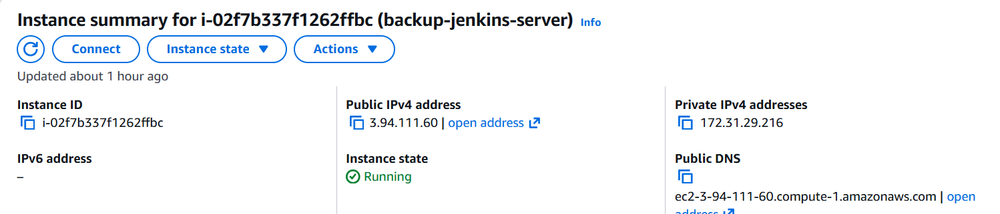 Instance summary for i-02f7b337f1262ffbc (backup-jenkins-server) Info
Connect Instance state Actions
Updated about 1 hour ago
Instance ID
i-02f7b337f1262ffbc
Public IPv4 address
3.94.111.60 | open address
Private IPv4 addresses
172.31.29.216
IPv6 address
–
Instance state
Running
Public DNS
ec2-3-94-111-60.compute-1.amazonaws.com | open
address